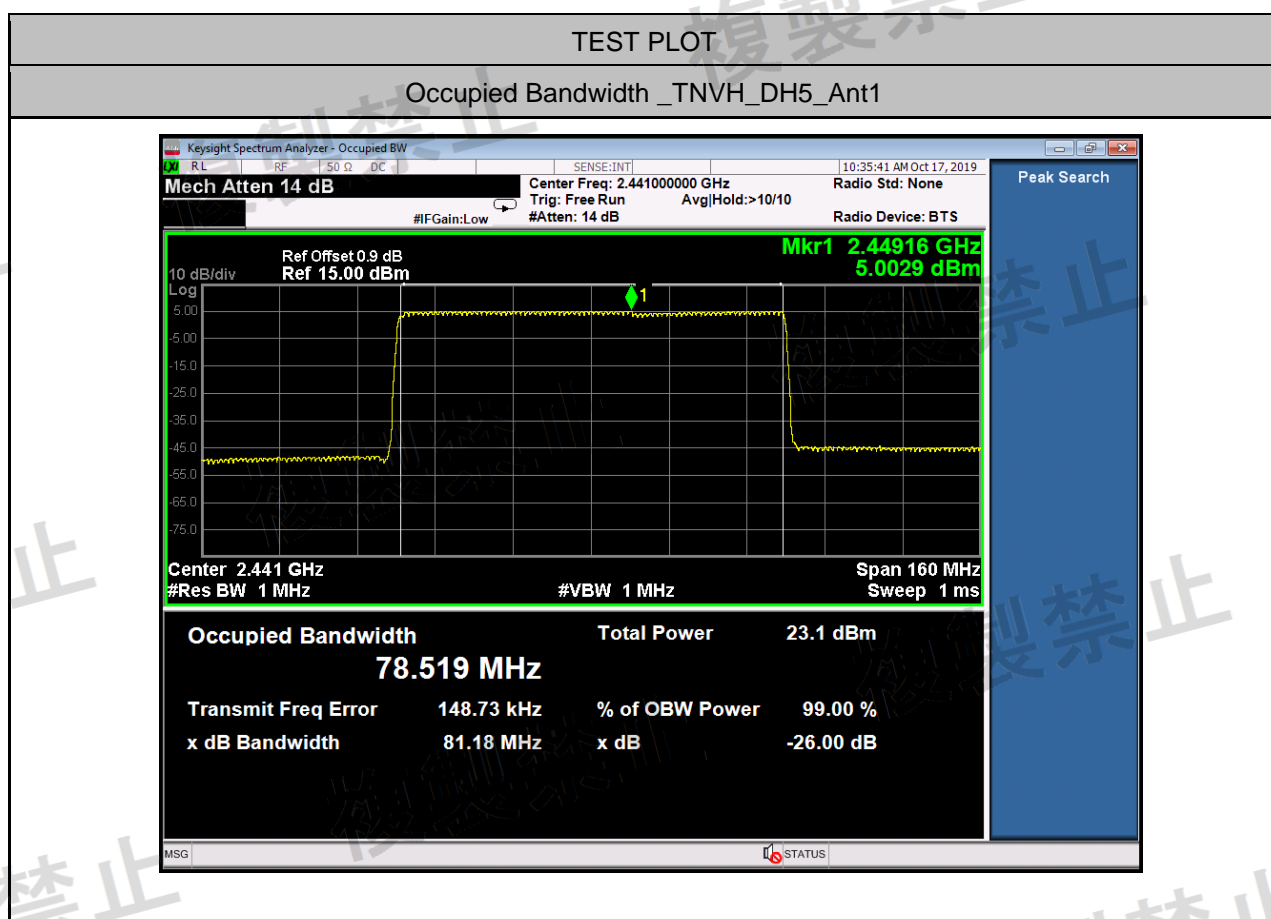 TEST PLOT
Occupied Bandwidth _TNVH_DH5_Ant1
Keysight Spectrum Analyzer - Occupied BW
LXI RL RF 50 Ω DC SENSE:INT 10:35:41 AM Oct 17, 2019
Mech Atten 14 dB
Center Freq: 2.441000000 GHz Radio Std: None
Trig: Free Run Avg|Hold:>10/10
#IFGain:Low #Atten: 14 dB Radio Device: BTS
Peak Search
Mkr1 2.44916 GHz
5.0029 dBm
Ref Offset 0.9 dB
10 dB/div Ref 15.00 dBm
Log
1
5.00
-5.00
-15.0
-25.0
-35.0
-45.0
-55.0
-65.0
-75.0
Center 2.441 GHz Span 160 MHz
#Res BW 1 MHz #VBW 1 MHz Sweep 1 ms
Occupied Bandwidth Total Power 23.1 dBm
78.519 MHz
Transmit Freq Error 148.73 kHz % of OBW Power 99.00 %
x dB Bandwidth 81.18 MHz x dB -26.00 dB
MSG STATUS
複製禁止